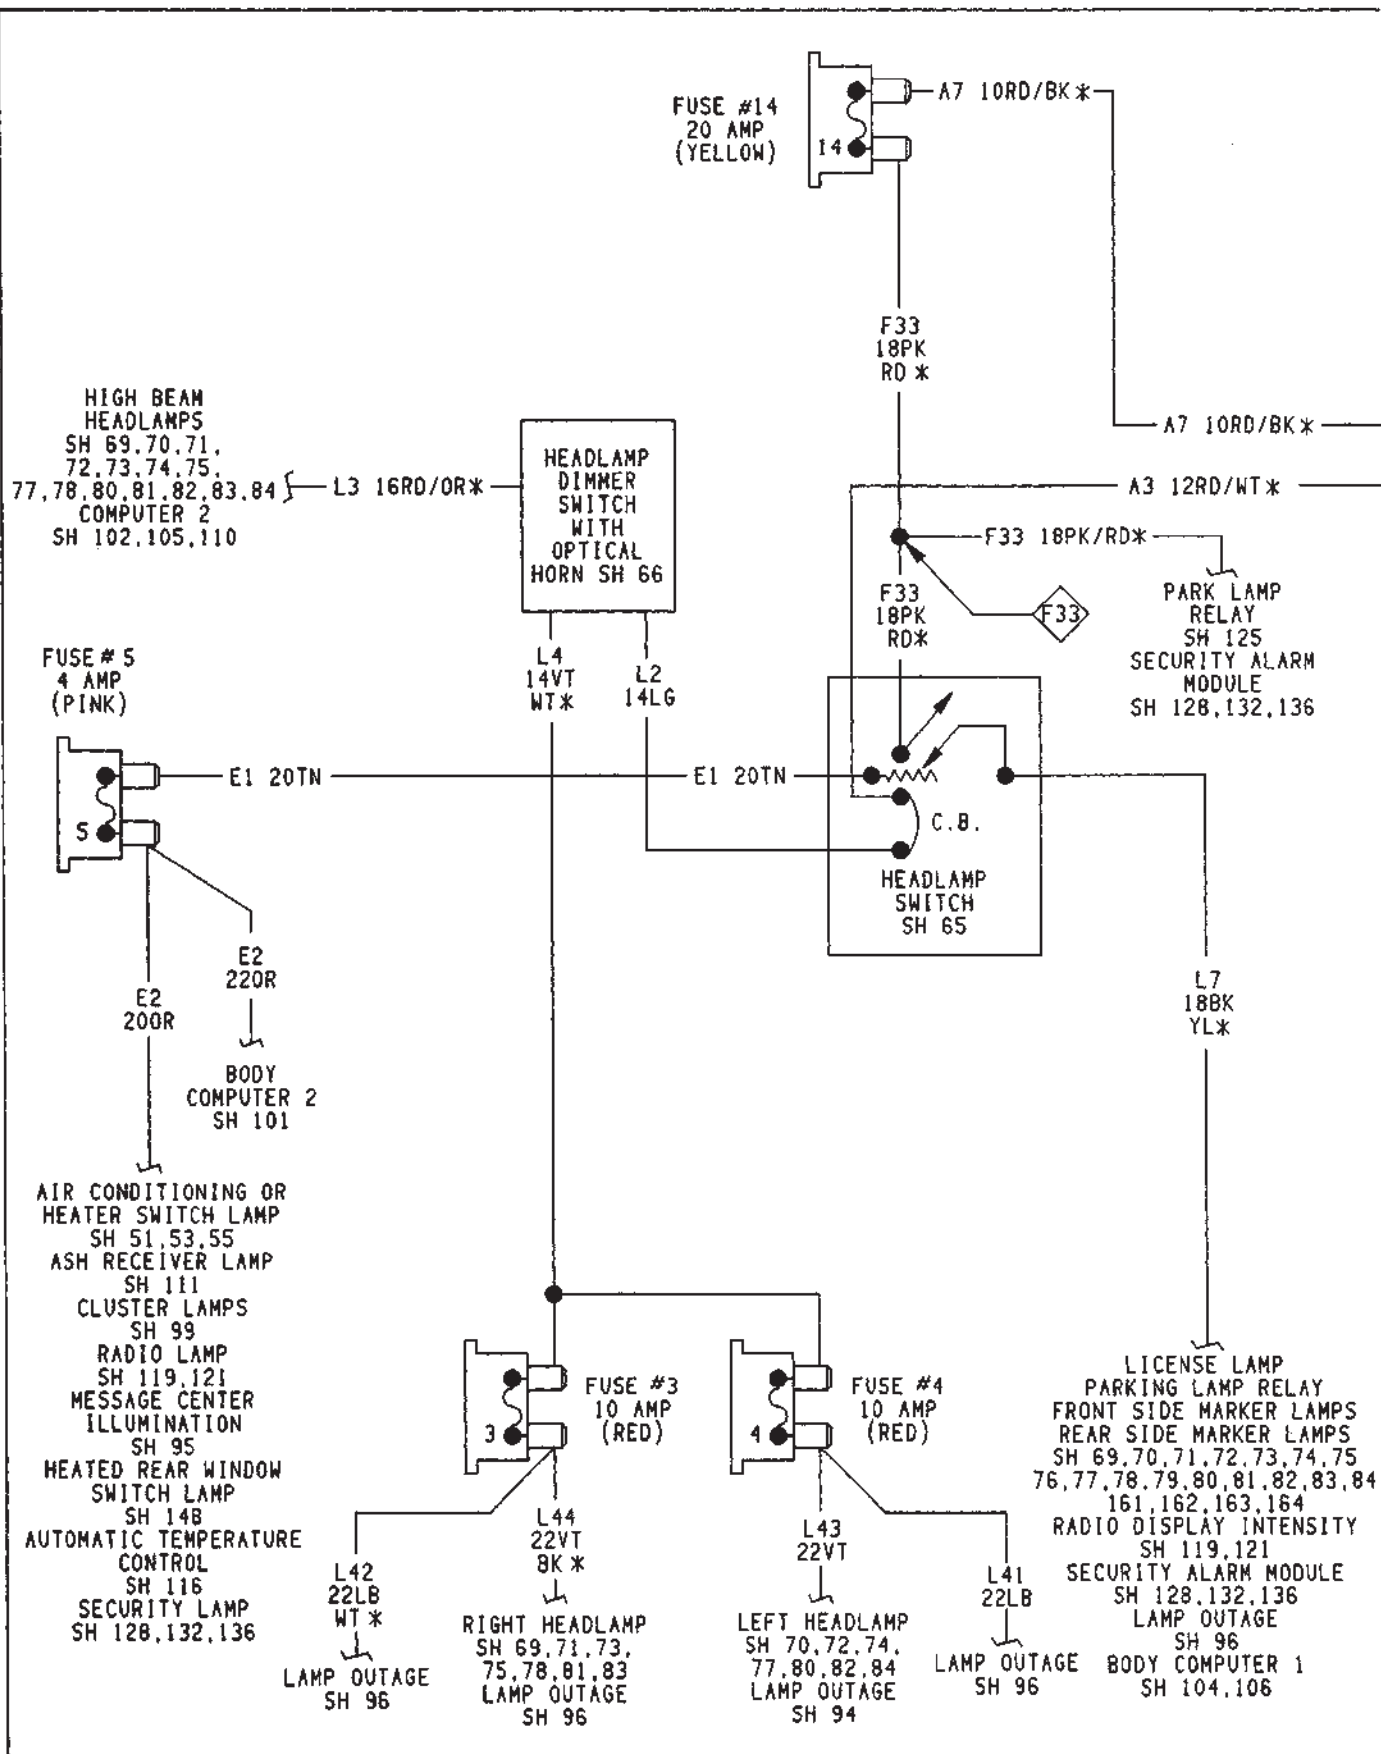 FUSE #14
20 AMP
(YELLOW)
14
A7 10RD/BK*
F33
18PK
RD*
A7 10RD/BK*
A3 12RD/WT*
HIGH BEAM
HEADLAMPS
SH 69,70,71,
72,73,74,75,
77,78,80,81,82,83,84
COMPUTER 2
SH 102,105,110
L3 16RD/OR*
HEADLAMP
DIMMER
SWITCH
WITH
OPTICAL
HORN SH 66
F33 18PK/RD*
F33
18PK
RD*
F33
PARK LAMP
RELAY
SH 125
SECURITY ALARM
MODULE
SH 128,132,136
FUSE # 5
4 AMP
(PINK)
5
L4
14VT
WT*
L2
14LG
E1 20TN
E1 20TN
C.B.
HEADLAMP
SWITCH
SH 65
E2
22OR
E2
20OR
BODY
COMPUTER 2
SH 101
L7
18BK
YL*
AIR CONDITIONING OR
HEATER SWITCH LAMP
SH 51,53,55
ASH RECEIVER LAMP
SH 111
CLUSTER LAMPS
SH 99
RADIO LAMP
SH 119,121
MESSAGE CENTER
ILLUMINATION
SH 95
HEATED REAR WINDOW
SWITCH LAMP
SH 148
AUTOMATIC TEMPERATURE
CONTROL
SH 116
SECURITY LAMP
SH 128,132,136
3
FUSE #3
10 AMP
(RED)
4
FUSE #4
10 AMP
(RED)
L42
22LB
WT*
LAMP OUTAGE
SH 96
L44
22VT
BK*
RIGHT HEADLAMP
SH 69,71,73,
75,78,81,83
LAMP OUTAGE
SH 96
L43
22VT
LEFT HEADLAMP
SH 70,72,74,
77,80,82,84
LAMP OUTAGE
SH 94
L41
22LB
LAMP OUTAGE
SH 96
LICENSE LAMP
PARKING LAMP RELAY
FRONT SIDE MARKER LAMPS
REAR SIDE MARKER LAMPS
SH 69,70,71,72,73,74,75
76,77,78,79,80,81,82,83,84
161,162,163,164
RADIO DISPLAY INTENSITY
SH 119,121
SECURITY ALARM MODULE
SH 128,132,136
LAMP OUTAGE
SH 96
BODY COMPUTER 1
SH 104,106